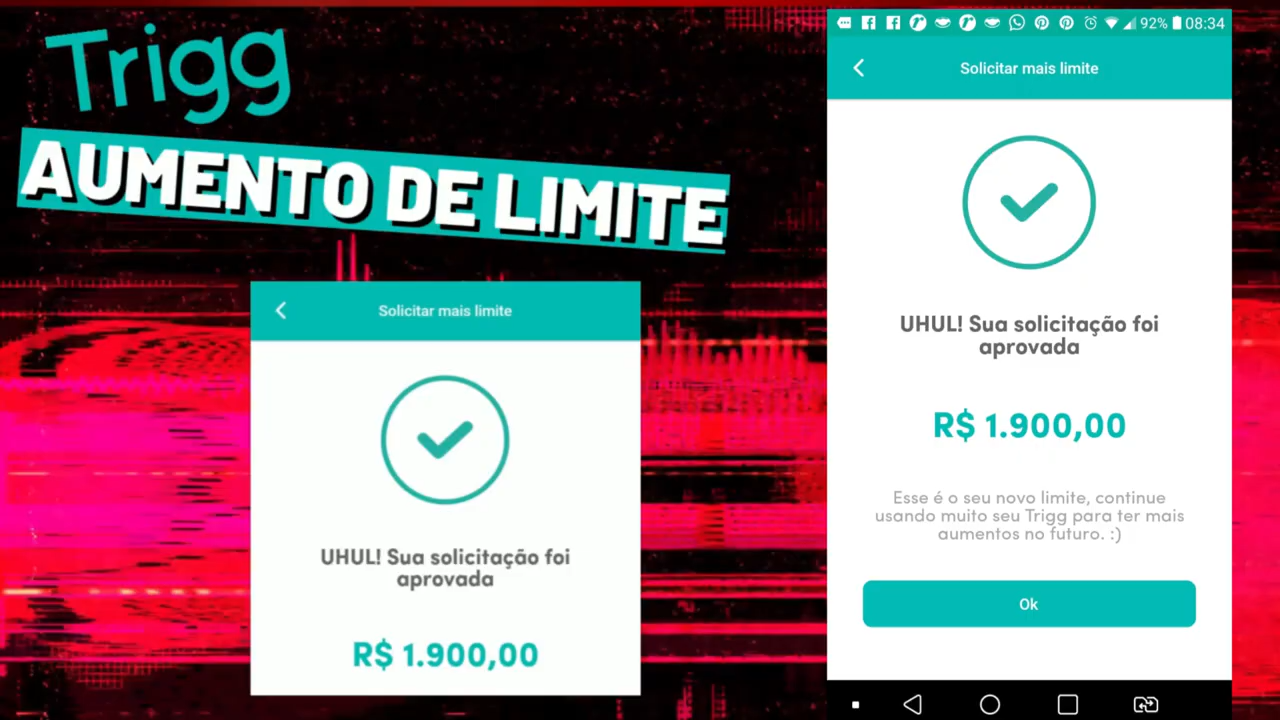 Trigg
AUMENTO DE LIMITE
Solicitar mais limite
UHUL! Sua solicitação foi
aprovada
R$ 1.900,00
92% 08:34
Solicitar mais limite
UHUL! Sua solicitação foi
aprovada
R$ 1.900,00
Esse é o seu novo limite, continue
usando muito seu Trigg para ter mais
aumentos no futuro. :)
Ok